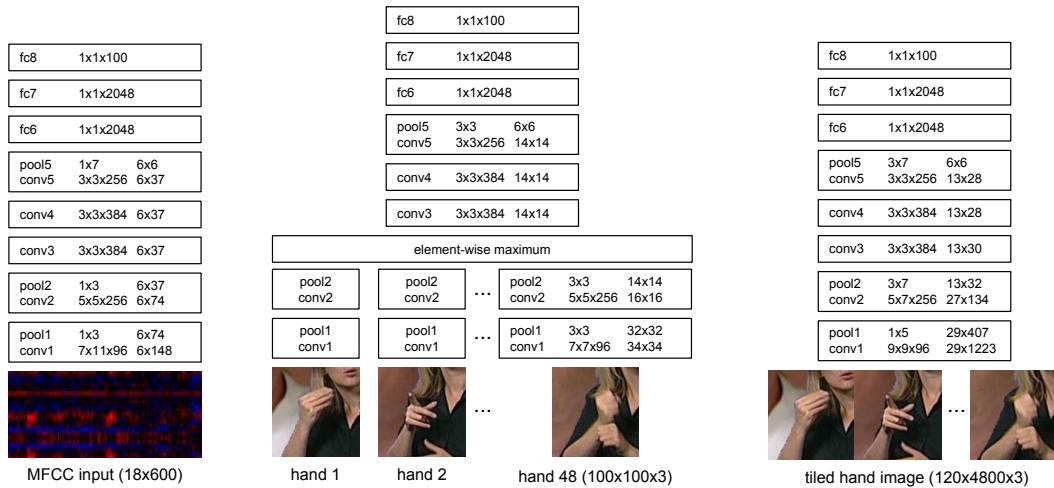 fc8 1x1x100
fc7 1x1x2048
fc6 1x1x2048
pool5 1x7 6x6
conv5 3x3x256 6x37
conv4 3x3x384 6x37
conv3 3x3x384 6x37
pool2 1x3 6x37
conv2 5x5x256 6x74
pool1 1x3 6x74
conv1 7x11x96 6x148
MFCC input (18x600)
fc8 1x1x100
fc7 1x1x2048
fc6 1x1x2048
pool5 3x3 6x6
conv5 3x3x256 14x14
conv4 3x3x384 14x14
conv3 3x3x384 14x14
element-wise maximum
pool2 pool2 pool2 3x3 14x14
conv2 conv2 ... conv2 5x5x256 16x16
pool1 pool1 pool1 3x3 32x32
conv1 conv1 ... conv1 7x7x96 34x34
...
hand 1 hand 2 hand 48 (100x100x3)
fc8 1x1x100
fc7 1x1x2048
fc6 1x1x2048
pool5 3x7 6x6
conv5 3x3x256 13x28
conv4 3x3x384 13x28
conv3 3x3x384 13x30
pool2 3x7 13x32
conv2 5x7x256 27x134
pool1 1x5 29x407
conv1 9x9x96 29x1223
...
tiled hand image (120x4800x3)